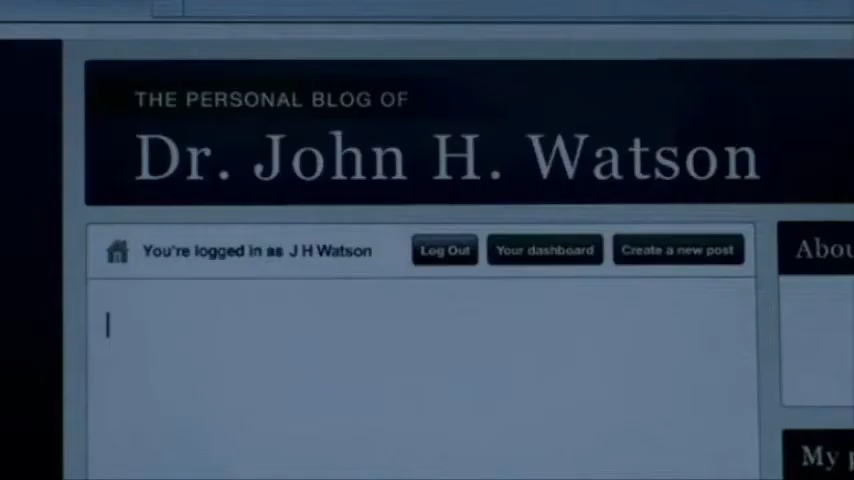 THE PERSONAL BLOG OF
Dr. John H. Watson
You're logged in as J H Watson
Log Out
Your dashboard
Create a new post
My